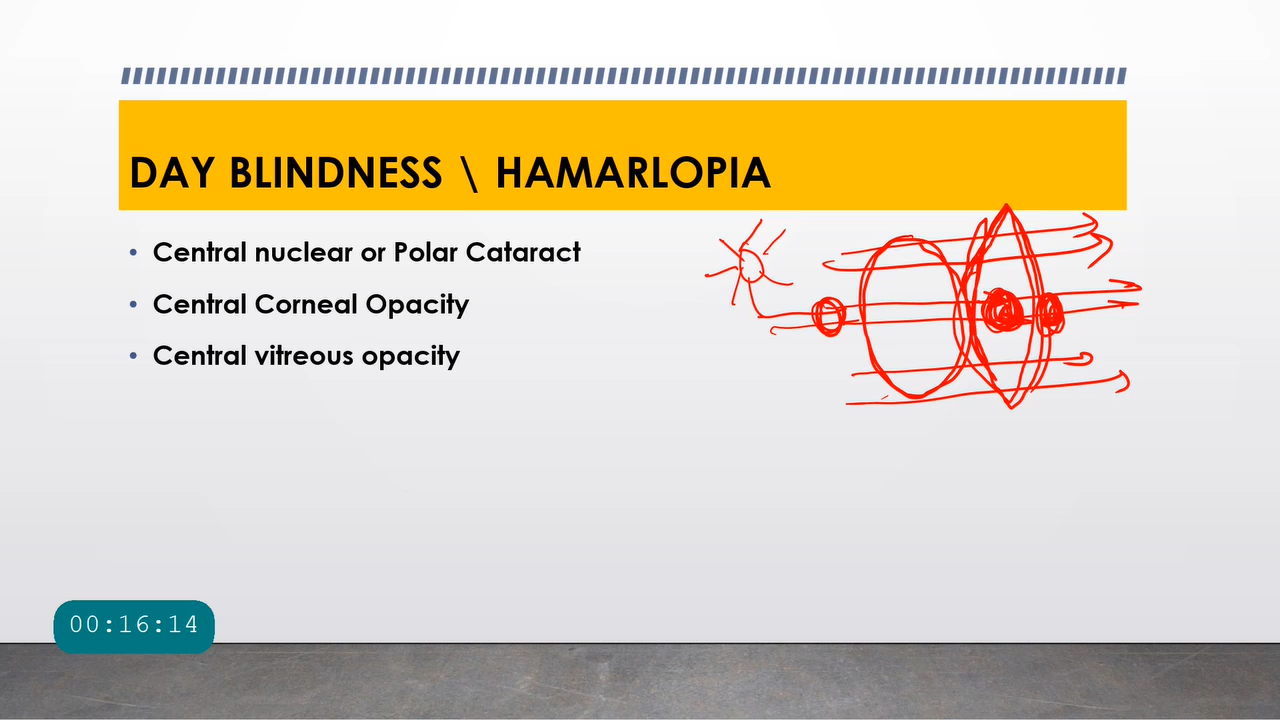 DAY BLINDNESS \ HAMARLOPIA
• Central nuclear or Polar Cataract
• Central Corneal Opacity
• Central vitreous opacity
00:16:14